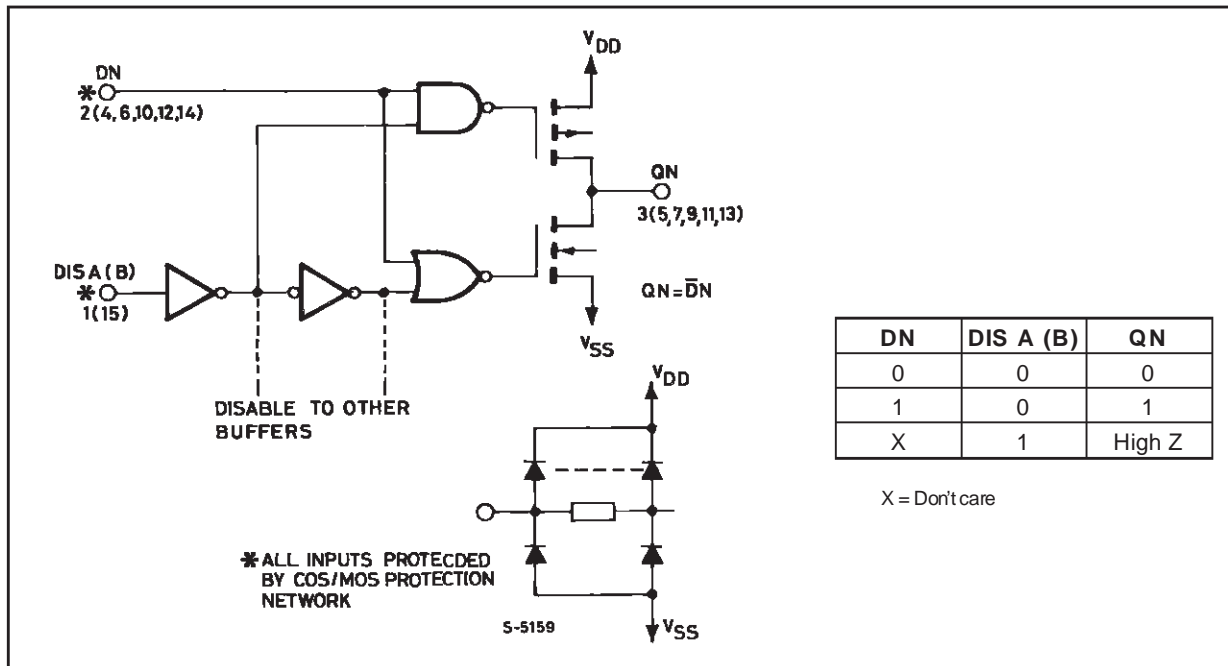 VDD
DN
✱
2(4,6,10,12,14)
QN
3(5,7,9,11,13)
DIS A(B)
✱
1(15)
QN=D̅N
VSS
DISABLE TO OTHER
BUFFERS
VDD
✱ ALL INPUTS PROTECDED
BY COS/MOS PROTECTION
NETWORK
S-5159
VSS
DN DIS A (B) QN
0 0 0
1 0 1
X 1 High Z
X = Don't care